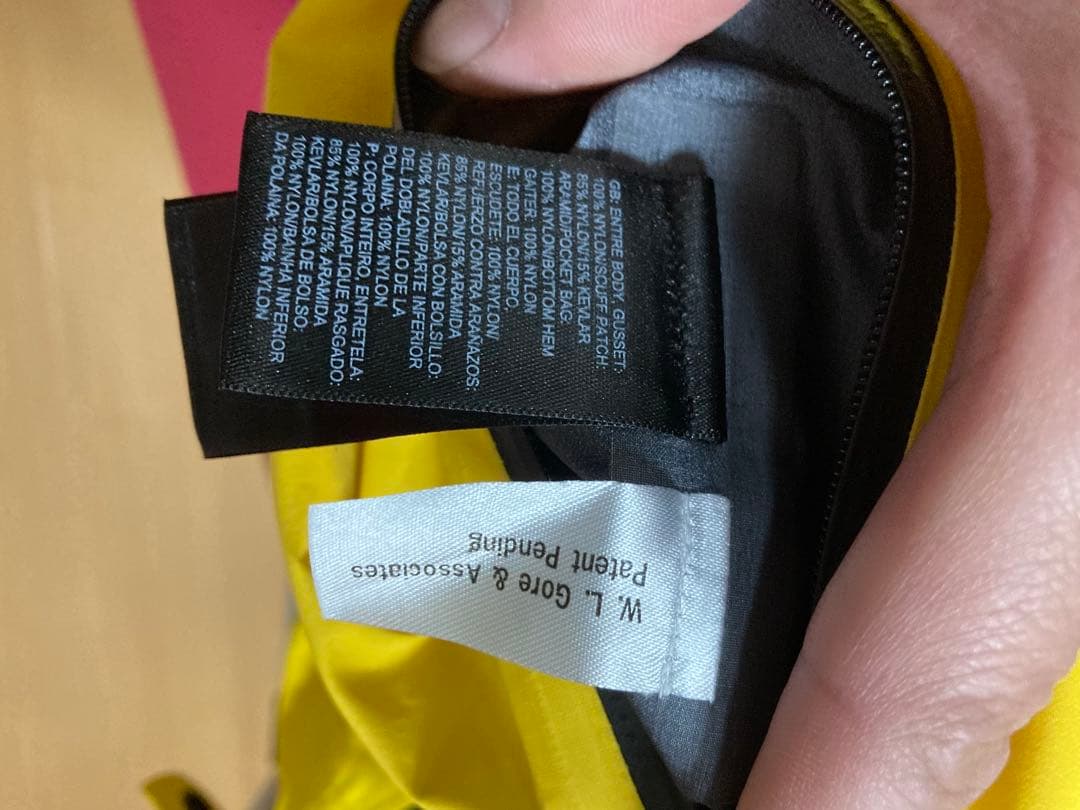 GB: ENTIRE BODY, GUSSET:
100% NYLON/SCUFF PATCH:
85% NYLON/15% KEVLAR
ARAMID/POCKET BAG:
100% NYLON/BOTTOM HEM
GAITER: 100% NYLON
E: TODO EL CUERPO,
ESCUDETE: 100% NYLON/
REFUERZO CONTRA ARAÑAZOS:
85% NYLON/15% ARAMIDA
KEVLAR/BOLSA CON BOLSILLO:
100% NYLON/PARTE INFERIOR
DEL DOBLADILLO DE LA
POLAINA: 100% NYLON
P: CORPO INTEIRO, ENTRETELA:
100% NYLON/APLIQUE RASGADO:
85% NYLON/15% ARAMIDA
KEVLAR/BOLSA DE BOLSO:
100% NYLON/BAINHA INFERIOR
DA POLAINA: 100% NYLON
W. L. Gore & Associates
Patent Pending